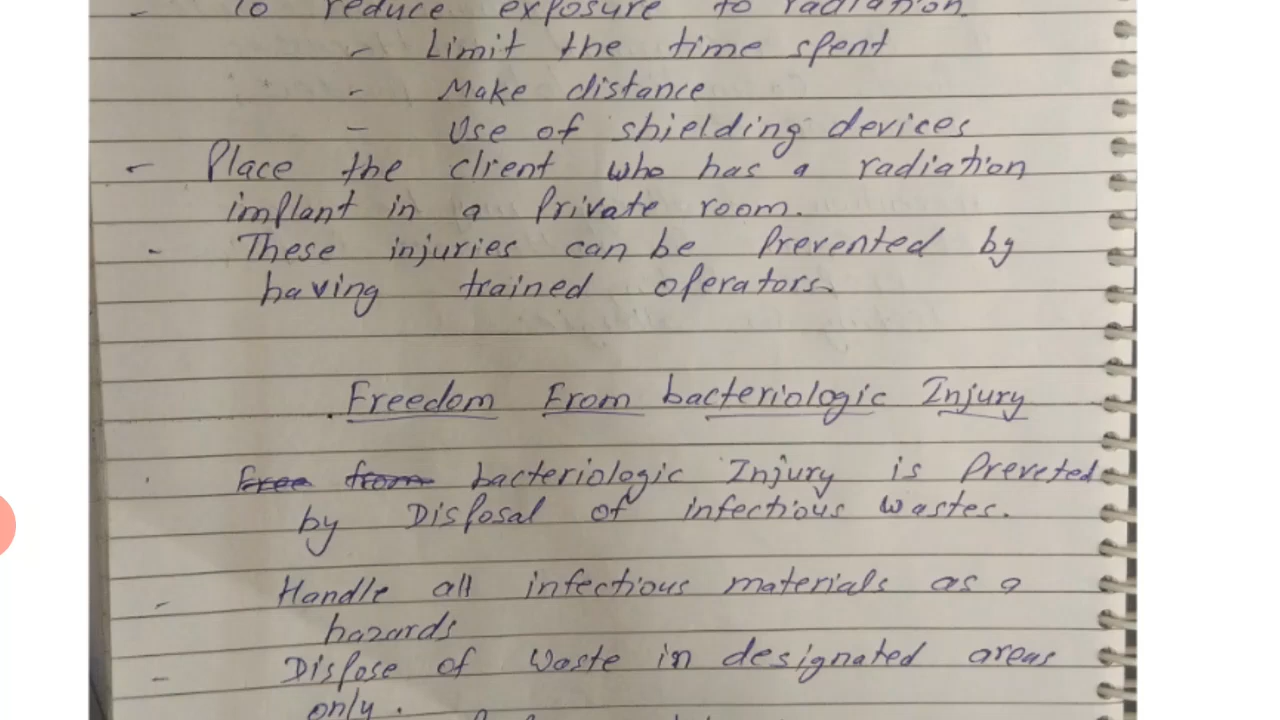 - To reduce exposure to radiation.
- Limit the time spent
- Make distance
- Use of shielding devices
- Place the client who has a radiation
implant in a Private room.
- These injuries can be Prevented by
having trained operators.
Freedom From bacteriologic Injury
Free from bacteriologic Injury is Preveted
by Disposal of infectious wastes.
- Handle all infectious materials as a
hazards
- Dispose of Waste in designated areas
only.